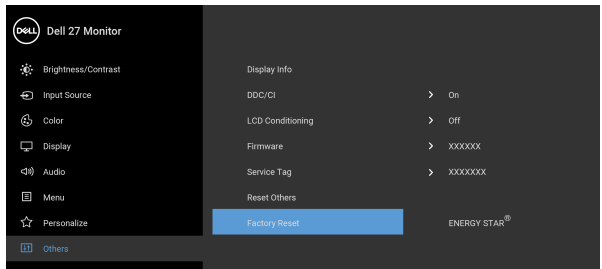 DELL Dell 27 Monitor
Brightness/Contrast Display Info
Input Source DDC/CI On
Color LCD Conditioning Off
Display Firmware XXXXXX
Audio Service Tag XXXXXXX
Menu Reset Others
Personalize Factory Reset ENERGY STAR®
Others